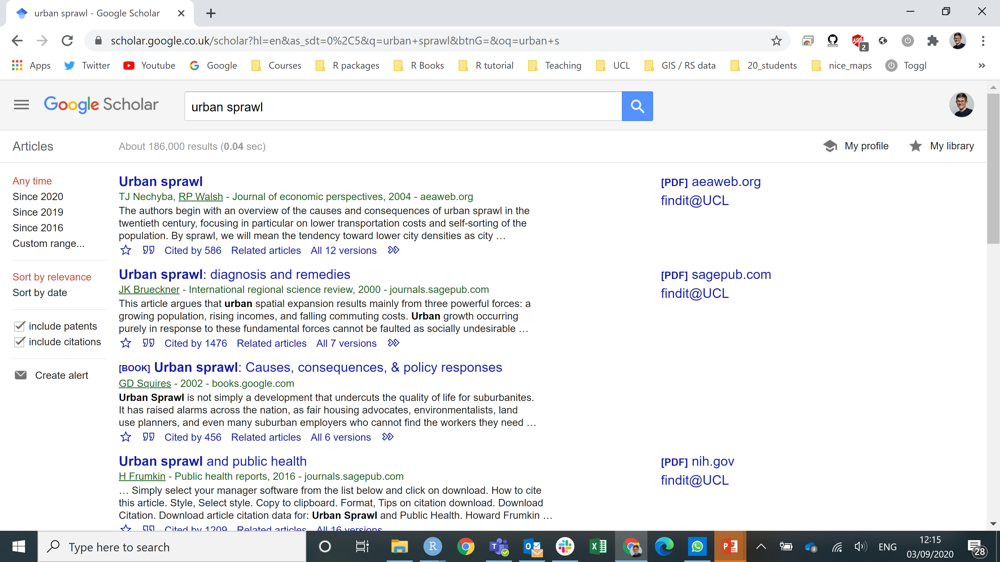 urban sprawl - Google Scholar
scholar.google.co.uk/scholar?hl=en&as_sdt=0%2C5&q=urban+sprawl&btnG=&oq=urban+s
2
Apps Twitter Youtube Google Courses R packages R Books R tutorial Teaching UCL GIS / RS data 20_students nice_maps Toggl »
Google Scholar
urban sprawl
Articles About 186,000 results (0.04 sec) My profile My library
Any time
Since 2020
Since 2019
Since 2016
Custom range...
Sort by relevance
Sort by date
include patents
include citations
Create alert
Urban sprawl
TJ Nechyba, RP Walsh - Journal of economic perspectives, 2004 - aeaweb.org
The authors begin with an overview of the causes and consequences of urban sprawl in the
twentieth century, focusing in particular on lower transportation costs and self-sorting of the
population. By sprawl, we will mean the tendency toward lower city densities as city …
Cited by 586 Related articles All 12 versions
[PDF] aeaweb.org
findit@UCL
Urban sprawl: diagnosis and remedies
JK Brueckner - International regional science review, 2000 - journals.sagepub.com
This article argues that urban spatial expansion results mainly from three powerful forces: a
growing population, rising incomes, and falling commuting costs. Urban growth occurring
purely in response to these fundamental forces cannot be faulted as socially undesirable …
Cited by 1476 Related articles All 7 versions
[PDF] sagepub.com
findit@UCL
[BOOK] Urban sprawl: Causes, consequences, & policy responses
GD Squires - 2002 - books.google.com
Urban Sprawl is not simply a development that undercuts the quality of life for suburbanites.
It has raised alarms across the nation, as fair housing advocates, environmentalists, land
use planners, and even many suburban employers who cannot find the workers they need …
Cited by 456 Related articles All 6 versions
Urban sprawl and public health
H Frumkin - Public health reports, 2016 - journals.sagepub.com
… Simply select your manager software from the list below and click on download. How to cite
this article. Style, Select style. Copy to clipboard. Format, Tips on citation download. Download
Citation. Download article citation data for: Urban Sprawl and Public Health. Howard Frumkin …
Cited by 1209 Related articles All 16 versions
[PDF] nih.gov
findit@UCL
Type here to search
ENG
12:15
03/09/2020
28